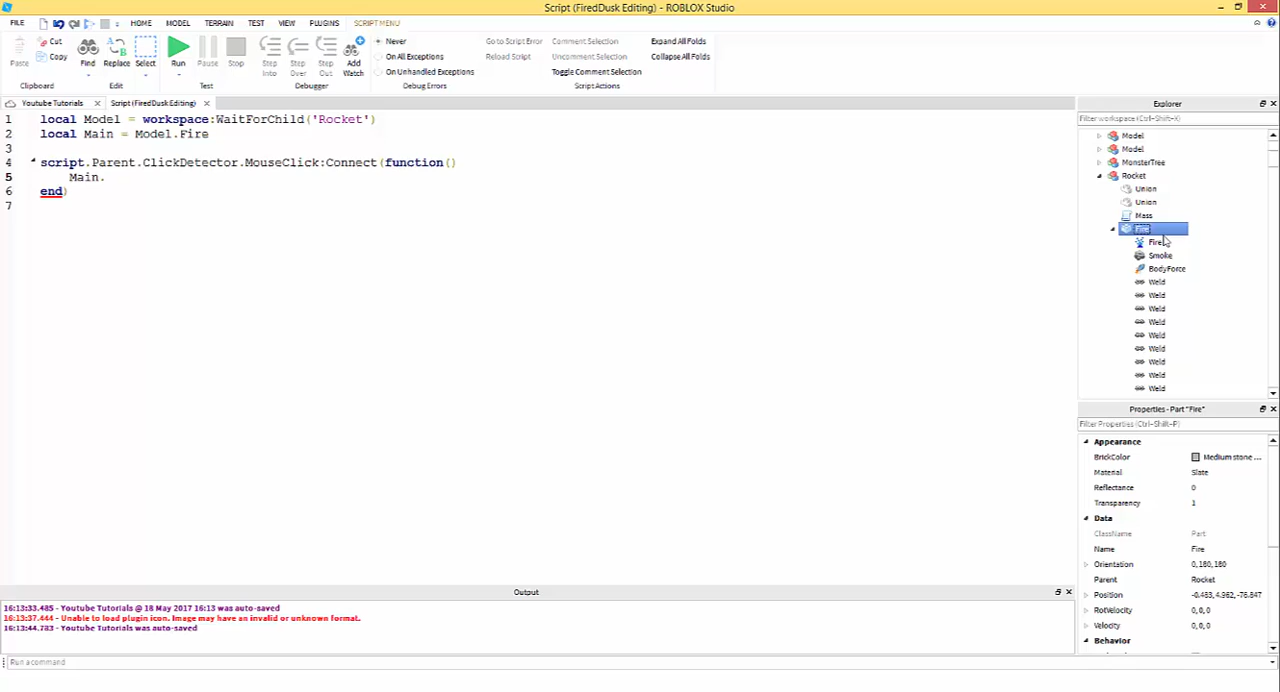 Script (FiredDusk Editing) - ROBLOX Studio
FILE HOME MODEL TERRAIN TEST VIEW PLUGINS SCRIPT MENU
Paste Cut Copy Find Replace Select Run Pause Stop Step Into Step Over Step Out Add Watch
Never
On All Exceptions
On Unhandled Exceptions
Go to Script Error
Reload Script
Comment Selection
Uncomment Selection
Toggle Comment Selection
Expand All Folds
Collapse All Folds
Clipboard Edit Test Debugger Debug Errors Script Actions
Youtube Tutorials Script (FiredDusk Editing)
1 local Model = workspace:WaitForChild('Rocket')
2 local Main = Model.Fire
3
4 script.Parent.ClickDetector.MouseClick:Connect(function()
5 Main.
6 end)
7
Explorer
Filter workspace (Ctrl+Shift+X)
Model
Model
MonsterTree
Rocket
Union
Union
Mass
Fire
Fire
Smoke
BodyForce
Weld
Weld
Weld
Weld
Weld
Weld
Weld
Weld
Weld
Properties - Part "Fire"
Filter Properties (Ctrl+Shift+P)
Appearance
BrickColor Medium stone ...
Material Slate
Reflectance 0
Transparency 1
Data
ClassName Part
Name Fire
Orientation 0,180,180
Parent Rocket
Position -0.483, 4.962, -76.847
RotVelocity 0,0,0
Velocity 0,0,0
Behavior
Output
16:13:33.485 - Youtube Tutorials @ 18 May 2017 16:13 was auto-saved
16:13:37.444 - Unable to load plugin icon. Image may have an invalid or unknown format.
16:13:44.783 - Youtube Tutorials was auto-saved
Run a command